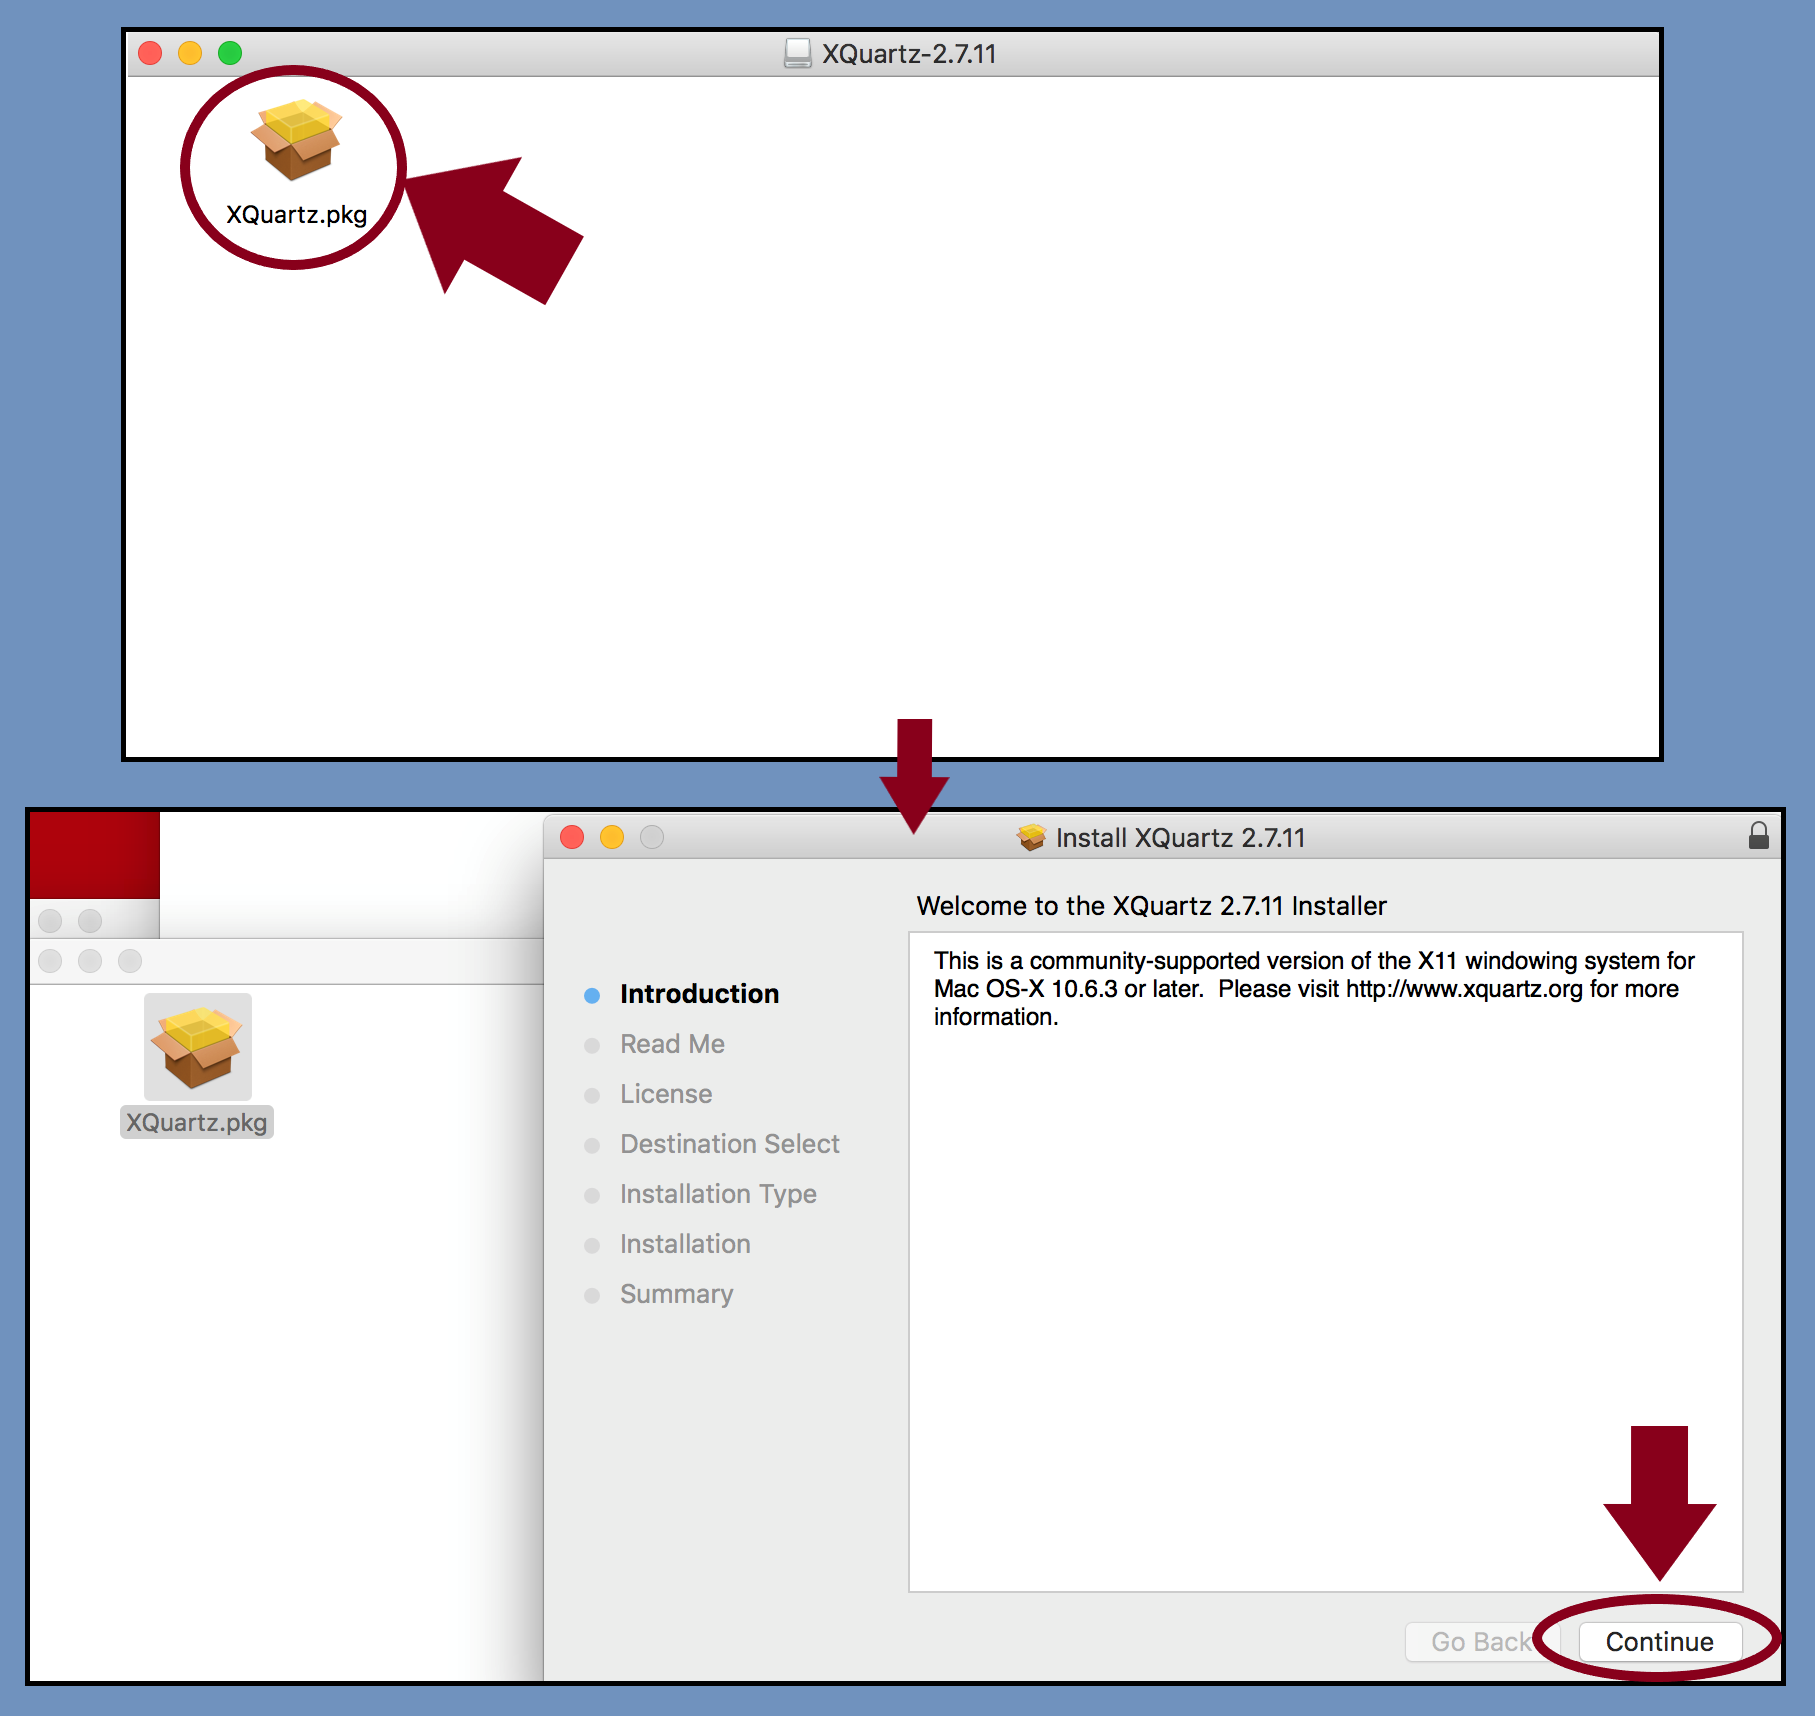 XQuartz-2.7.11
XQuartz.pkg
Install XQuartz 2.7.11
Welcome to the XQuartz 2.7.11 Installer
This is a community-supported version of the X11 windowing system for
Mac OS-X 10.6.3 or later.  Please visit http://www.xquartz.org for more
information.
Introduction
Read Me
License
Destination Select
Installation Type
Installation
Summary
XQuartz.pkg
Go Back
Continue